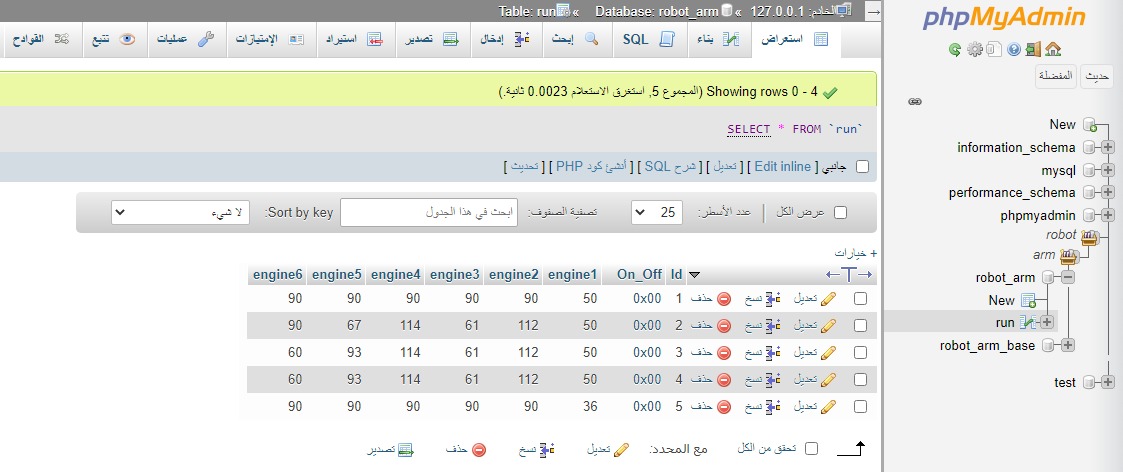 الخادم: 127.0.0.1 » Database: robot_arm » Table: run
استعراض بناء SQL إبحث إدخال تصدير استيراد الإمتيازات عمليات تتبع القوادح
Showing rows 0 - 4 (المجموع 5, استغرق الاستعلام 0.0023 ثانية.)
SELECT * FROM `run`
جانبي [ Edit inline ] [ تعديل ] [ شرح SQL ] [ أنشئ كود PHP ] [ تحديث ]
عرض الكل | عدد الأسطر: 25 تصفية الصفوف: ابحث في هذا الجدول Sort by key: لا شيء
+ خيارات
←T→ Id On_Off engine1 engine2 engine3 engine4 engine5 engine6
تعديل نسخ حذف 1 0x00 50 90 90 90 90 90
تعديل نسخ حذف 2 0x00 50 112 61 114 67 90
تعديل نسخ حذف 3 0x00 50 112 61 114 93 60
تعديل نسخ حذف 4 0x00 50 112 61 114 93 60
تعديل نسخ حذف 5 0x00 36 90 90 90 90 90
تحقق من الكل مع المحدد: تعديل نسخ حذف تصدير
phpMyAdmin
حديث المفضلة
New
information_schema
mysql
performance_schema
phpmyadmin
robot
arm
robot_arm
New
run
robot_arm_base
test